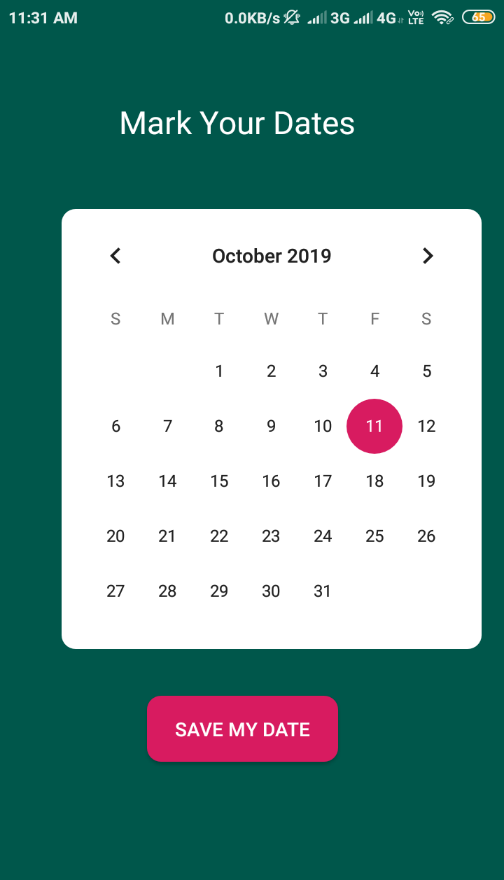 11:31 AM 0.0KB/s 3G 4G Vo) LTE 65
Mark Your Dates
October 2019
S M T W T F S
1 2 3 4 5
6 7 8 9 10 11 12
13 14 15 16 17 18 19
20 21 22 23 24 25 26
27 28 29 30 31
SAVE MY DATE